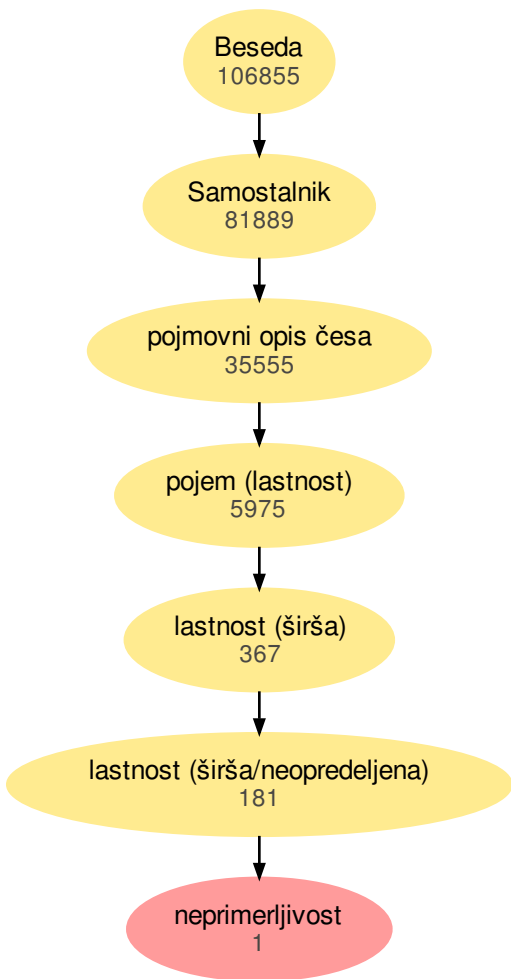 Beseda
106855
Samostalnik
81889
pojmovni opis česa
35555
pojem (lastnost)
5975
lastnost (širša)
367
lastnost (širša/neopredeljena)
181
neprimerljivost
1